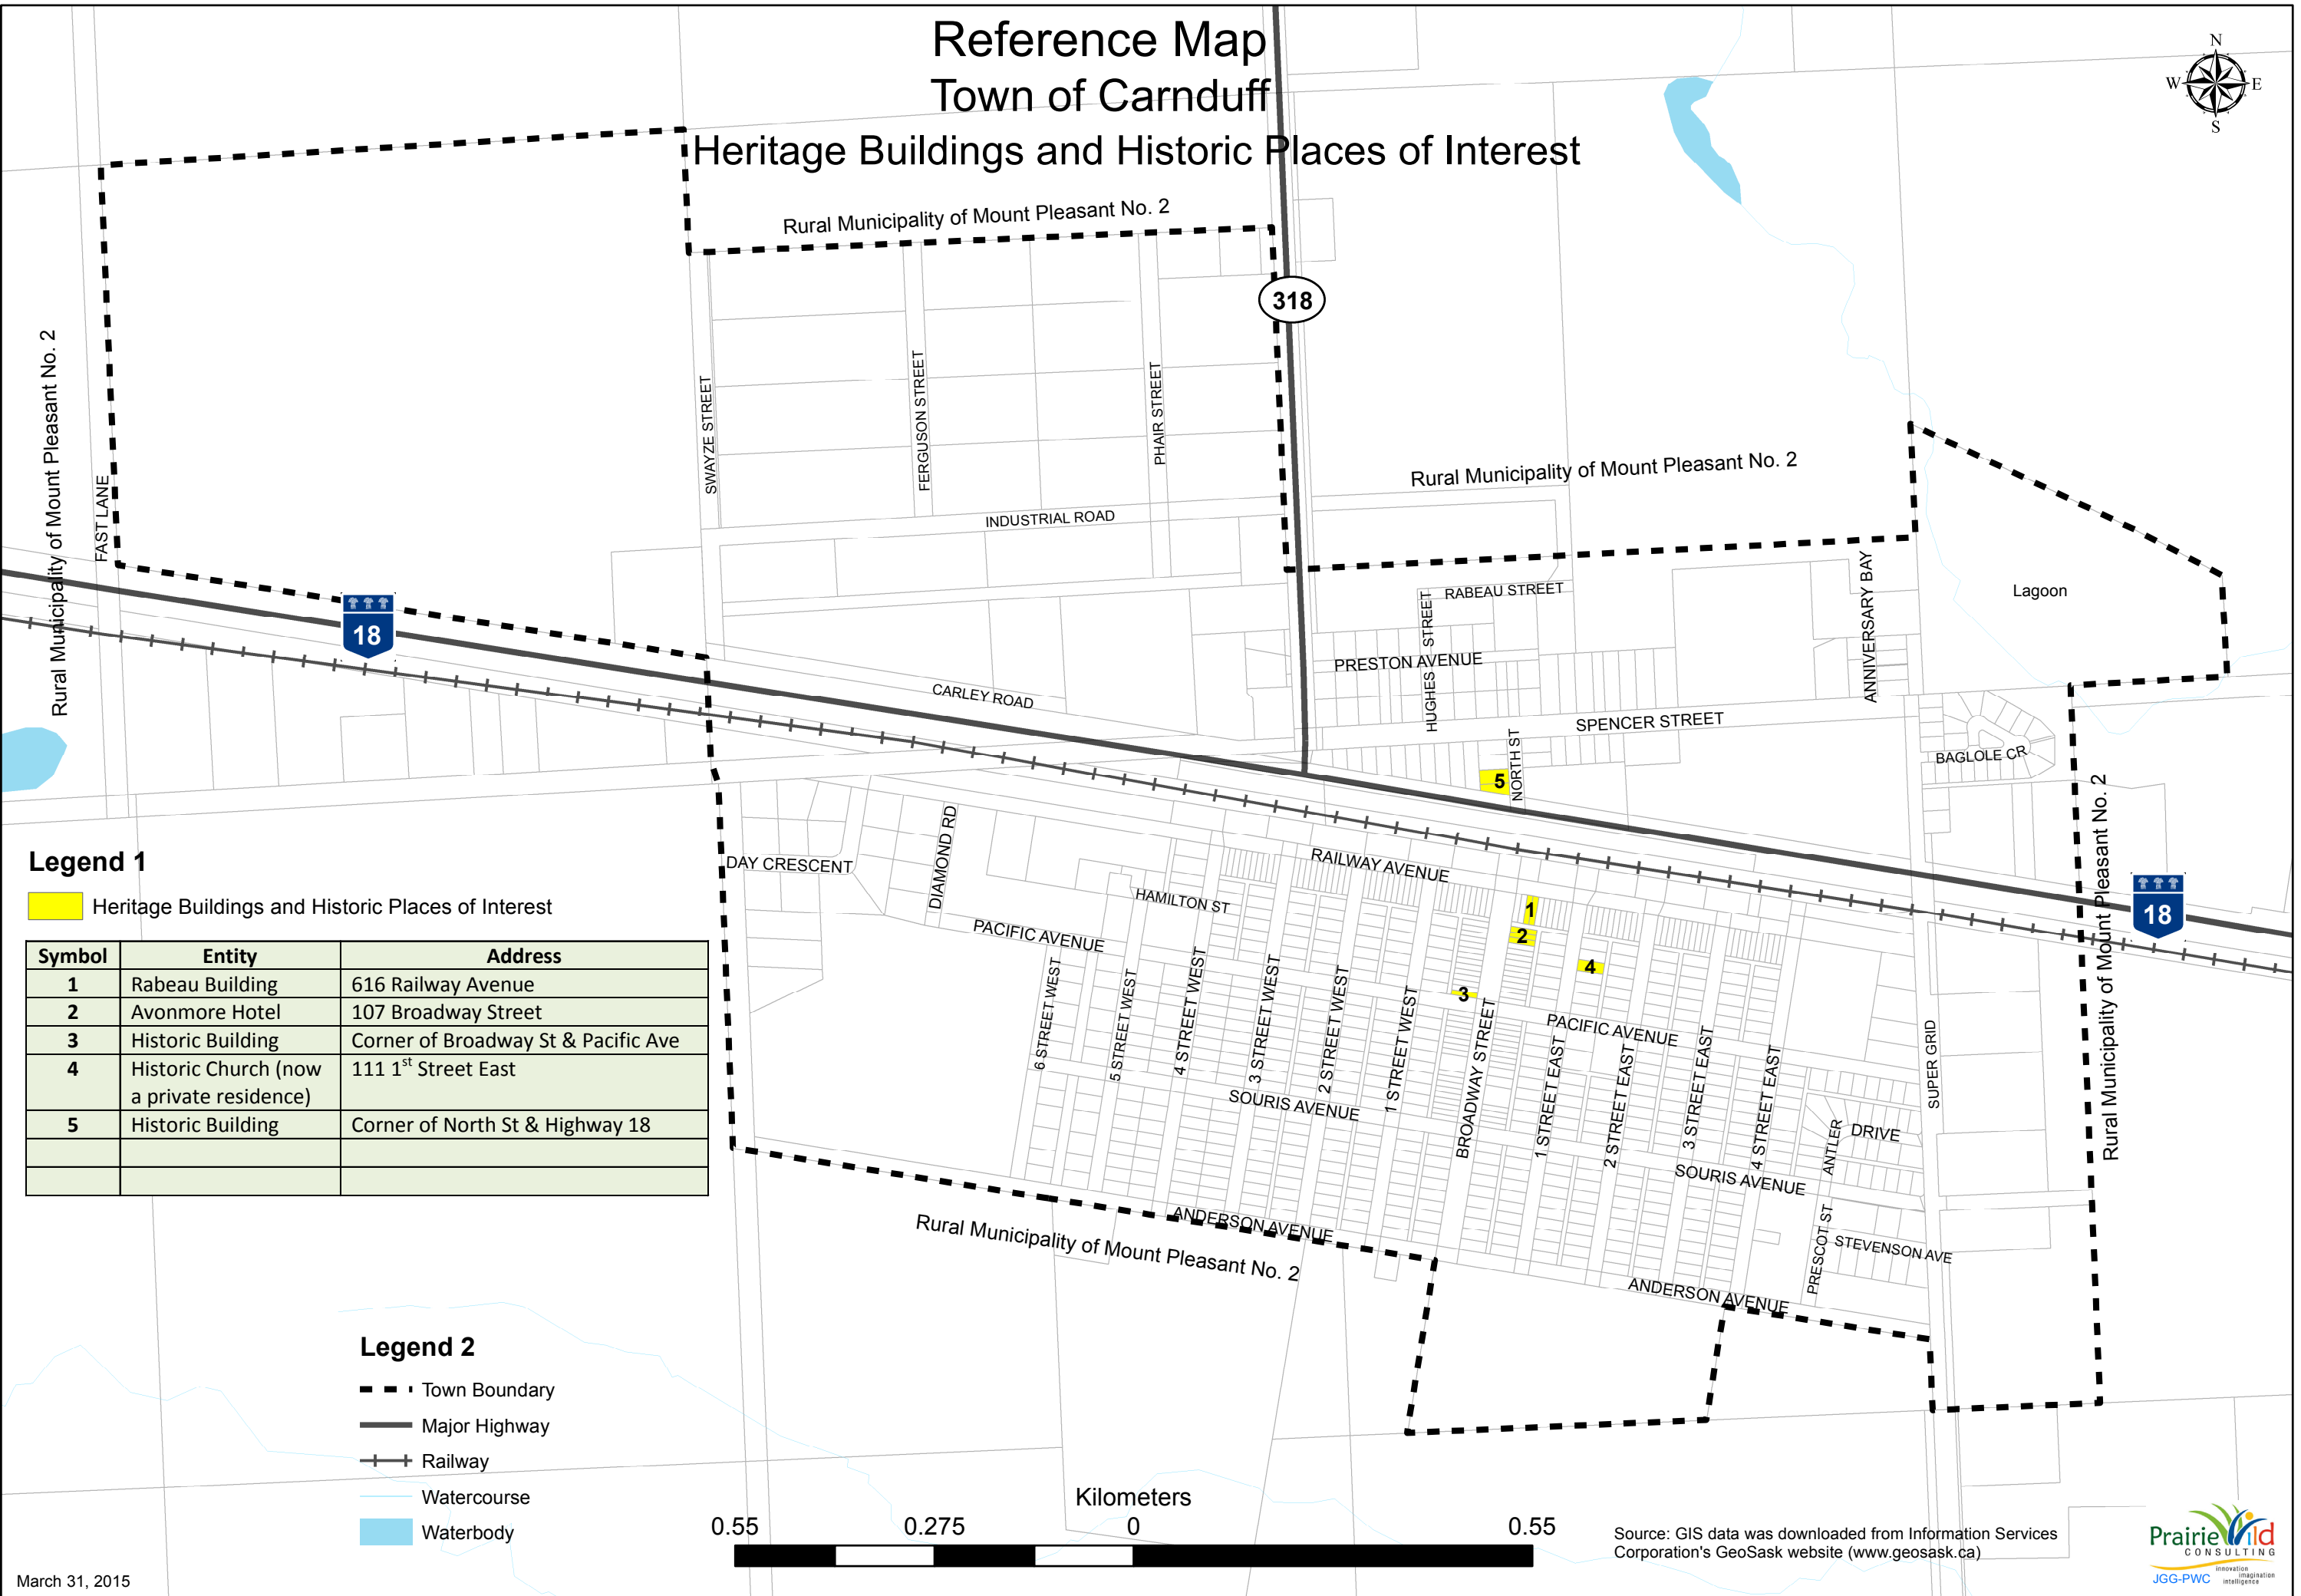 Reference Map
Town of Carnduff
Heritage Buildings and Historic Places of Interest
N
W E
S
Rural Municipality of Mount Pleasant No. 2
318
Rural Municipality of Mount Pleasant No. 2
FAST LANE
SWAYZE STREET
FERGUSON STREET
PHAIR STREET
INDUSTRIAL ROAD
Rural Municipality of Mount Pleasant No. 2
18
CARLEY ROAD
RABEAU STREET
HUGHES STREET
PRESTON AVENUE
ANNIVERSARY BAY
Lagoon
SPENCER STREET
NORTH ST
5
BAGLOLE CR
Rural Municipality of Mount Pleasant No. 2
18
DAY CRESCENT
DIAMOND RD
RAILWAY AVENUE
HAMILTON ST
PACIFIC AVENUE
1
2
4
3
6 STREET WEST
5 STREET WEST
4 STREET WEST
3 STREET WEST
2 STREET WEST
1 STREET WEST
BROADWAY STREET
PACIFIC AVENUE
1 STREET EAST
2 STREET EAST
3 STREET EAST
4 STREET EAST
SUPER GRID
SOURIS AVENUE
ANTLER DRIVE
SOURIS AVENUE
PRESCOT ST
STEVENSON AVE
ANDERSON AVENUE
Rural Municipality of Mount Pleasant No. 2
ANDERSON AVENUE
Legend 1
Heritage Buildings and Historic Places of Interest
Symbol Entity Address
1 Rabeau Building 616 Railway Avenue
2 Avonmore Hotel 107 Broadway Street
3 Historic Building Corner of Broadway St & Pacific Ave
4 Historic Church (now 111 1st Street East
a private residence)
5 Historic Building Corner of North St & Highway 18
Legend 2
Town Boundary
Major Highway
Railway
Watercourse
Waterbody
Kilometers
0.55 0.275 0 0.55
Source: GIS data was downloaded from Information Services
Corporation's GeoSask website (www.geosask.ca)
PrairieWild
CONSULTING
innovation
imagination
intelligence
JGG-PWC
March 31, 2015